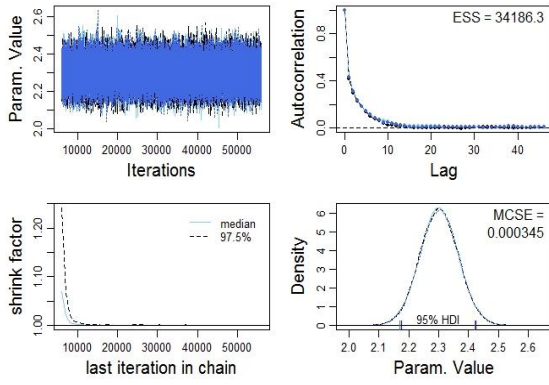 Param. Value
2.0 2.2 2.4 2.6
10000 20000 30000 40000 50000
Iterations
Autocorrelation
0.0 0.4 0.8
ESS = 34186.3
0 10 20 30 40
Lag
shrink factor
1.00 1.10 1.20
median
97.5%
10000 20000 30000 40000 50000
last iteration in chain
Density
0 1 2 3 4 5 6
MCSE =
0.000345
95% HDI
2.0 2.1 2.2 2.3 2.4 2.5 2.6
Param. Value